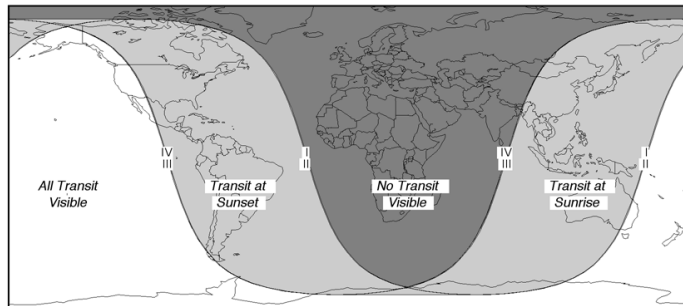 IV
III
I
II
IV
III
I
II
All Transit
Visible
Transit at
Sunset
No Transit
Visible
Transit at
Sunrise